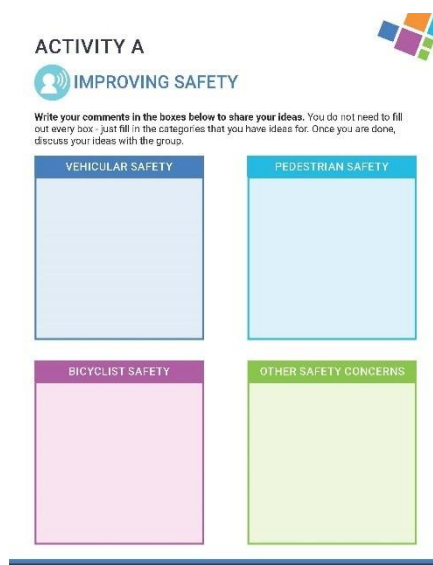 ACTIVITY A
IMPROVING SAFETY
Write your comments in the boxes below to share your ideas. You do not need to fill
out every box - just fill in the categories that you have ideas for. Once you are done,
discuss your ideas with the group.
VEHICULAR SAFETY
PEDESTRIAN SAFETY
BICYCLIST SAFETY
OTHER SAFETY CONCERNS